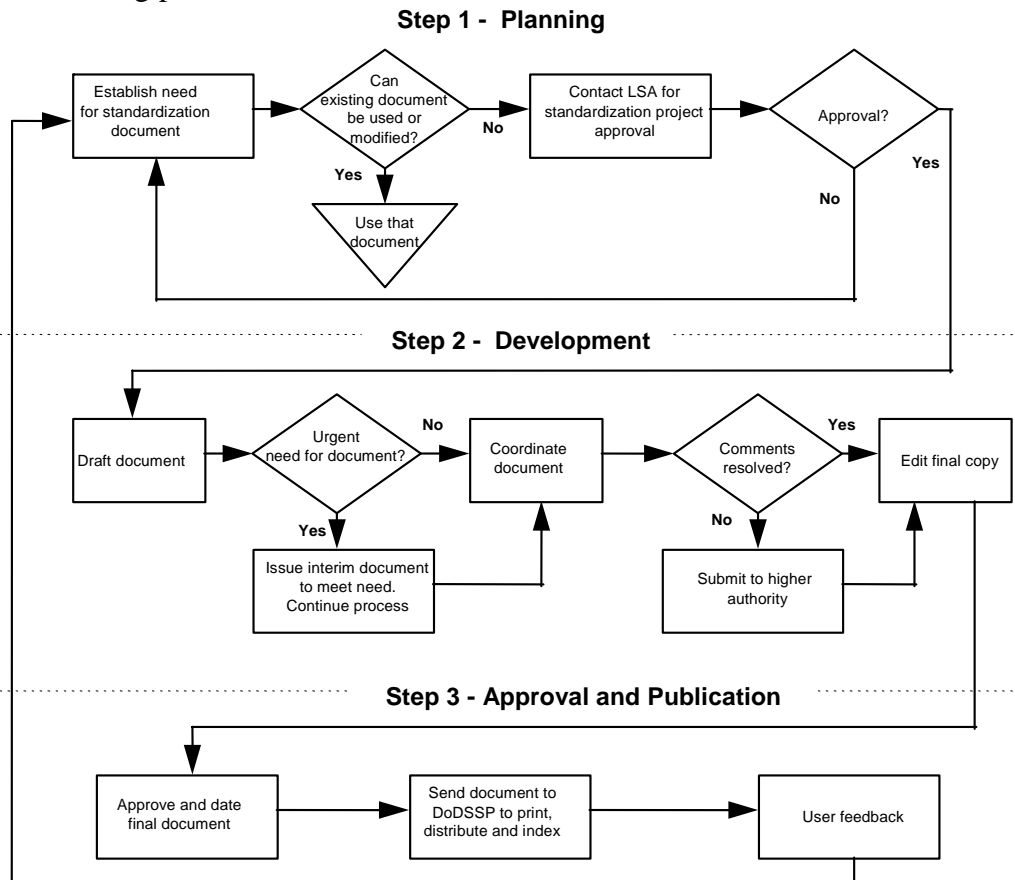 Step 1 - Planning
Establish need
for standardization
document
Can
existing document
be used or
modified?
No
Contact LSA for
standardization project
approval
Approval?
Yes
No
Yes
Use that
document
Step 2 - Development
Draft document
Urgent
need for document?
No
Coordinate
document
Comments
resolved?
Yes
Edit final copy
Yes
Issue interim document
to meet need.
Continue process
No
Submit to higher
authority
Step 3 - Approval and Publication
Approve and date
final document
Send document to
DoDSSP to print,
distribute and index
User feedback